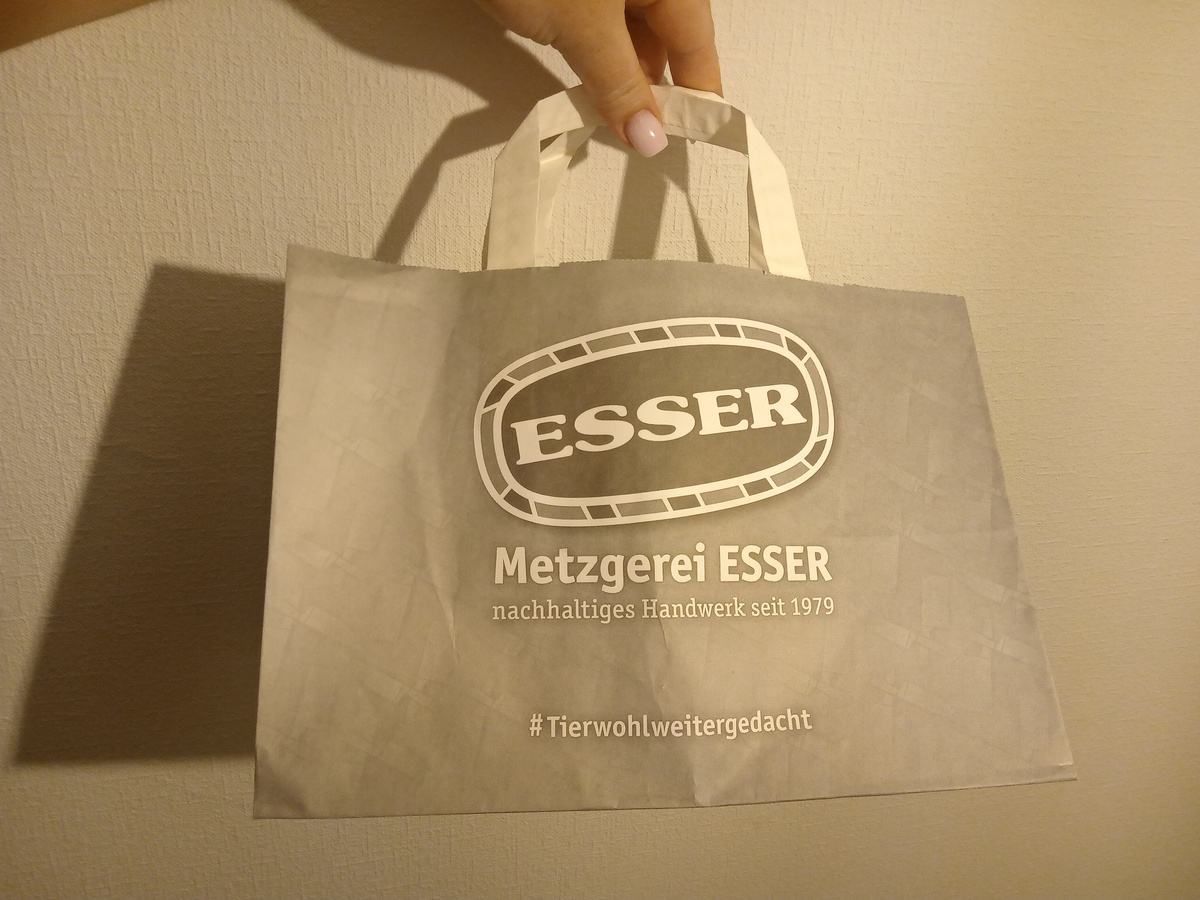 ESSER
Metzgerei ESSER
nachhaltiges Handwerk seit 1979
#Tierwohlweitergedacht